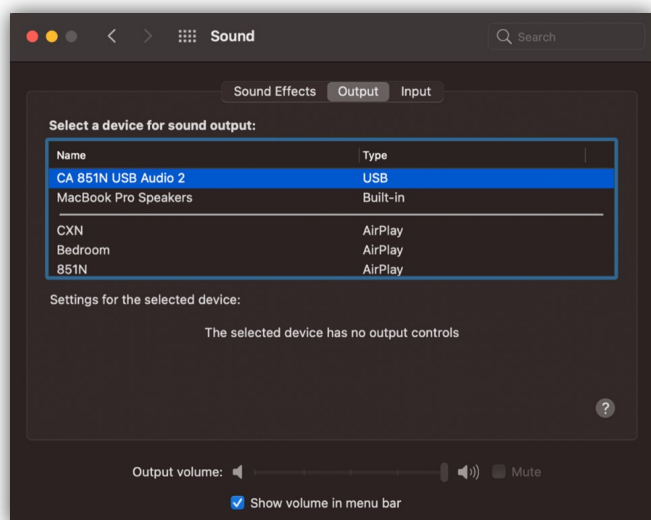 Sound
Search
Sound Effects Output Input
Select a device for sound output:
Name Type
CA 851N USB Audio 2 USB
MacBook Pro Speakers Built-in
CXN AirPlay
Bedroom AirPlay
851N AirPlay
Settings for the selected device:
The selected device has no output controls
?
Output volume: Mute
Show volume in menu bar